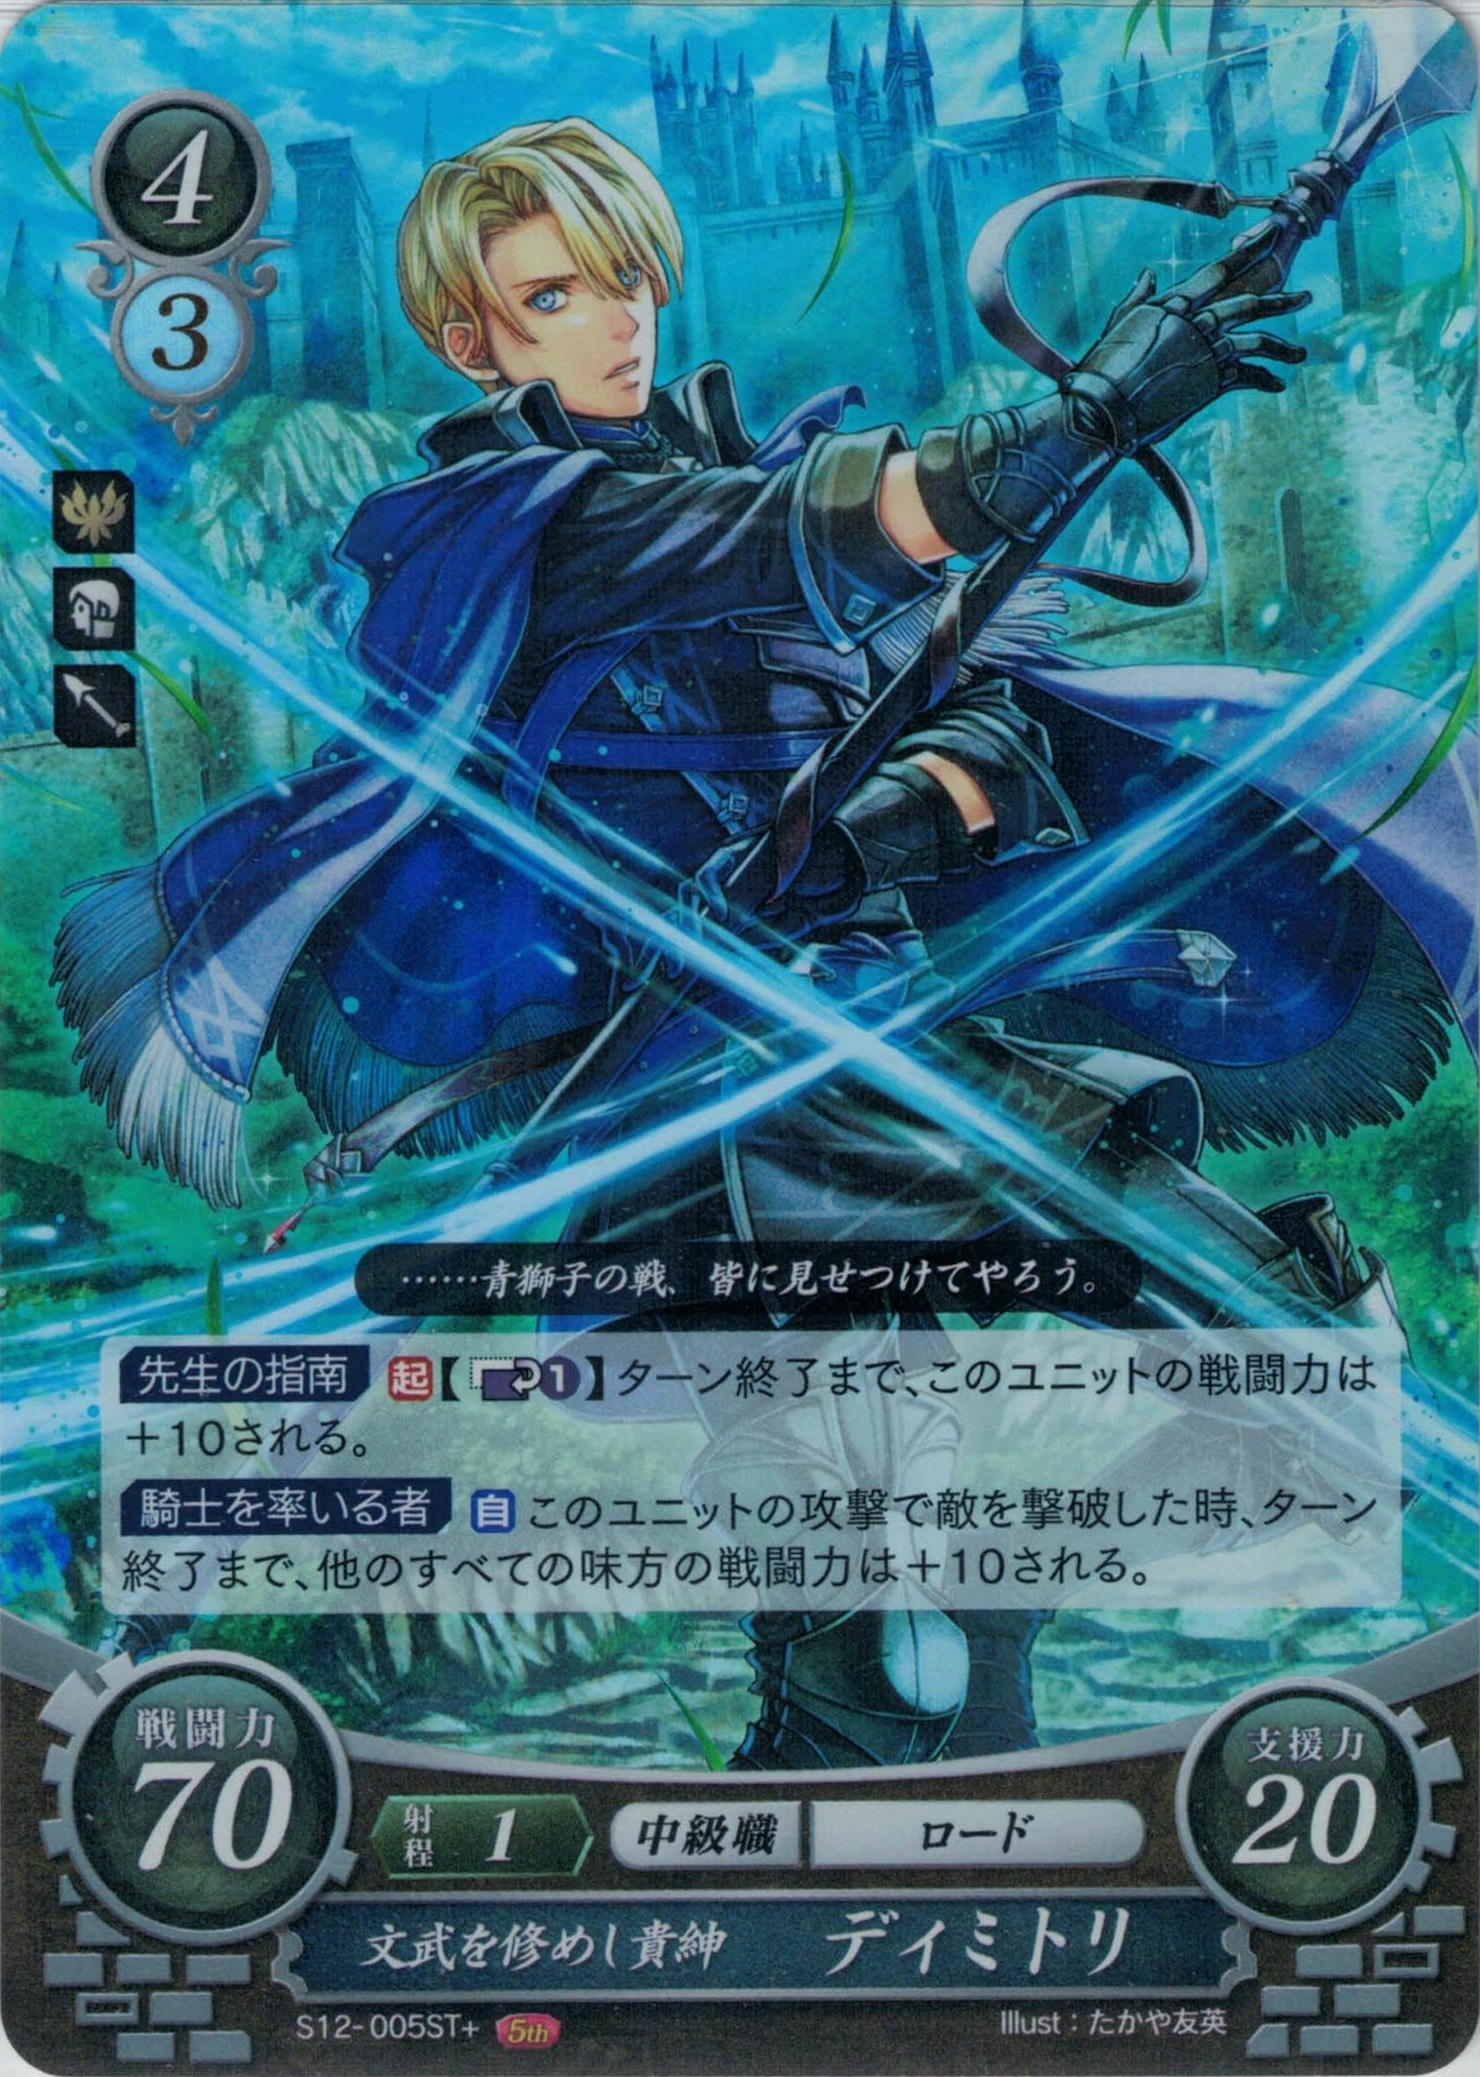 4
3
……青獅子の戦、皆に見せつけてやろう。
先生の指南 起【1】ターン終了まで、このユニットの戦闘力は
＋10される。
騎士を率いる者 自 このユニットの攻撃で敵を撃破した時、ターン
終了まで、他のすべての味方の戦闘力は＋10される。
戦闘力
70
射程 1 中級職 ロード
支援力
20
文武を修めし貴紳 ディミトリ
S12-005ST+ 5th Illust：たかや友英